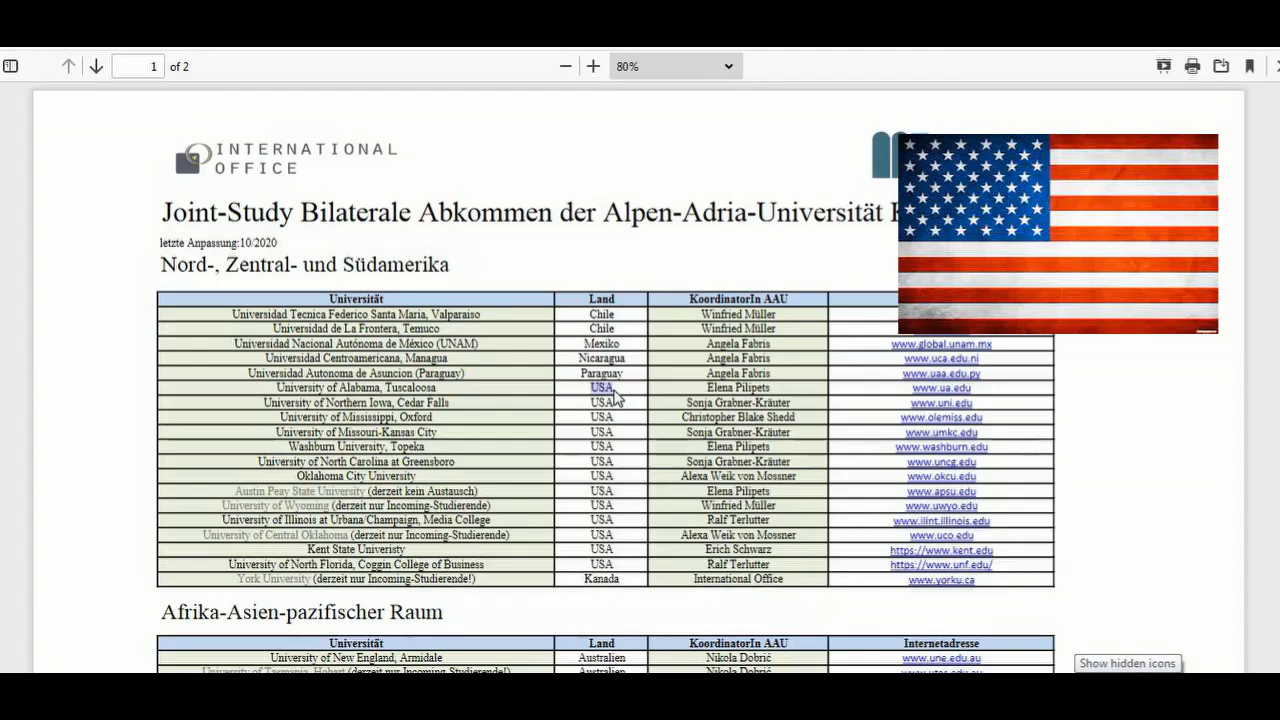 1 of 2
80%
INTERNATIONAL
OFFICE
Joint-Study Bilaterale Abkommen der Alpen-Adria-Universität
letzte Anpassung:10/2020
Nord-, Zentral- und Südamerika
Universität Land KoordinatorIn AAU
Universidad Tecnica Federico Santa Maria, Valparaiso Chile Winfried Müller
Universidad de La Frontera, Temuco Chile Winfried Müller
Universidad Nacional Autónoma de México (UNAM) Mexiko Angela Fabris www.global.unam.mx
Universidad Centroamericana, Managua Nicaragua Angela Fabris www.uca.edu.ni
Universidad Autonoma de Asuncion (Paraguay) Paraguay Angela Fabris www.uaa.edu.py
University of Alabama, Tuscaloosa USA Elena Pilipets www.ua.edu
University of Northern Iowa, Cedar Falls USA Sonja Grabner-Kräuter www.uni.edu
University of Mississippi, Oxford USA Christopher Blake Shedd www.olemiss.edu
University of Missouri-Kansas City USA Sonja Grabner-Kräuter www.umkc.edu
Washburn University, Topeka USA Elena Pilipets www.washburn.edu
University of North Carolina at Greensboro USA Sonja Grabner-Kräuter www.uncg.edu
Oklahoma City University USA Alexa Weik von Mossner www.okcu.edu
Austin Peay State University (derzeit kein Austausch) USA Elena Pilipets www.apsu.edu
University of Wyoming (derzeit nur Incoming-Studierende) USA Winfried Müller www.uwyo.edu
University of Illinois at Urbana/Champaign, Media College USA Ralf Terlutter www.ilint.illinois.edu
University of Central Oklahoma (derzeit nur Incoming-Studierende) USA Alexa Weik von Mossner www.uco.edu
Kent State Univeristy USA Erich Schwarz https://www.kent.edu
University of North Florida, Coggin College of Business USA Ralf Terlutter https://www.unf.edu/
York University (derzeit nur Incoming-Studierende!) Kanada International Office www.yorku.ca
Afrika-Asien-pazifischer Raum
Universität Land KoordinatorIn AAU Internetadresse
University of New England, Armidale Australien Nikola Dobrić www.une.edu.au
University of Tasmania, Hobart (derzeit nur Incoming-Studierende!) Australien Nikola Dobrić
Show hidden icons